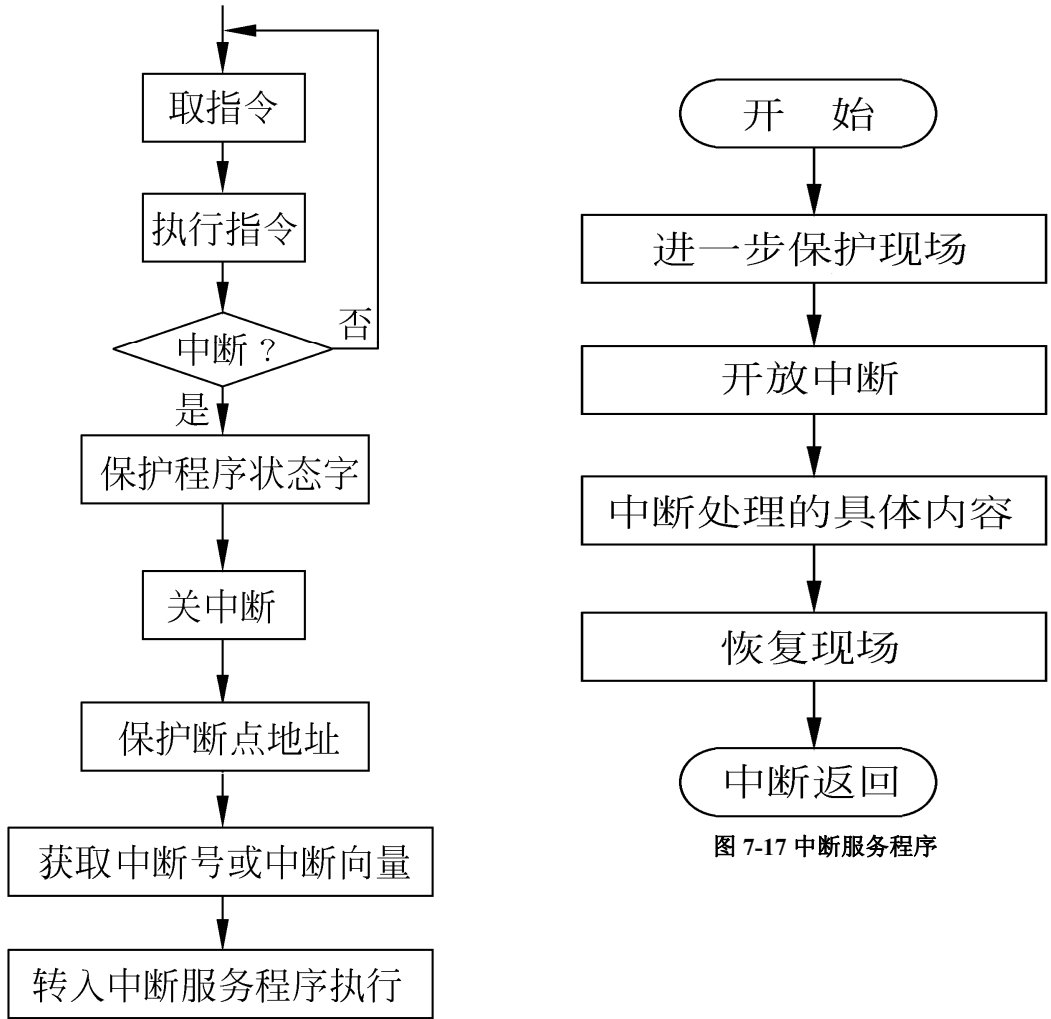 取指令
执行指令
中断？
否
是
保护程序状态字
关中断
保护断点地址
获取中断号或中断向量
转入中断服务程序执行
开 始
进一步保护现场
开放中断
中断处理的具体内容
恢复现场
中断返回
图 7-17 中断服务程序